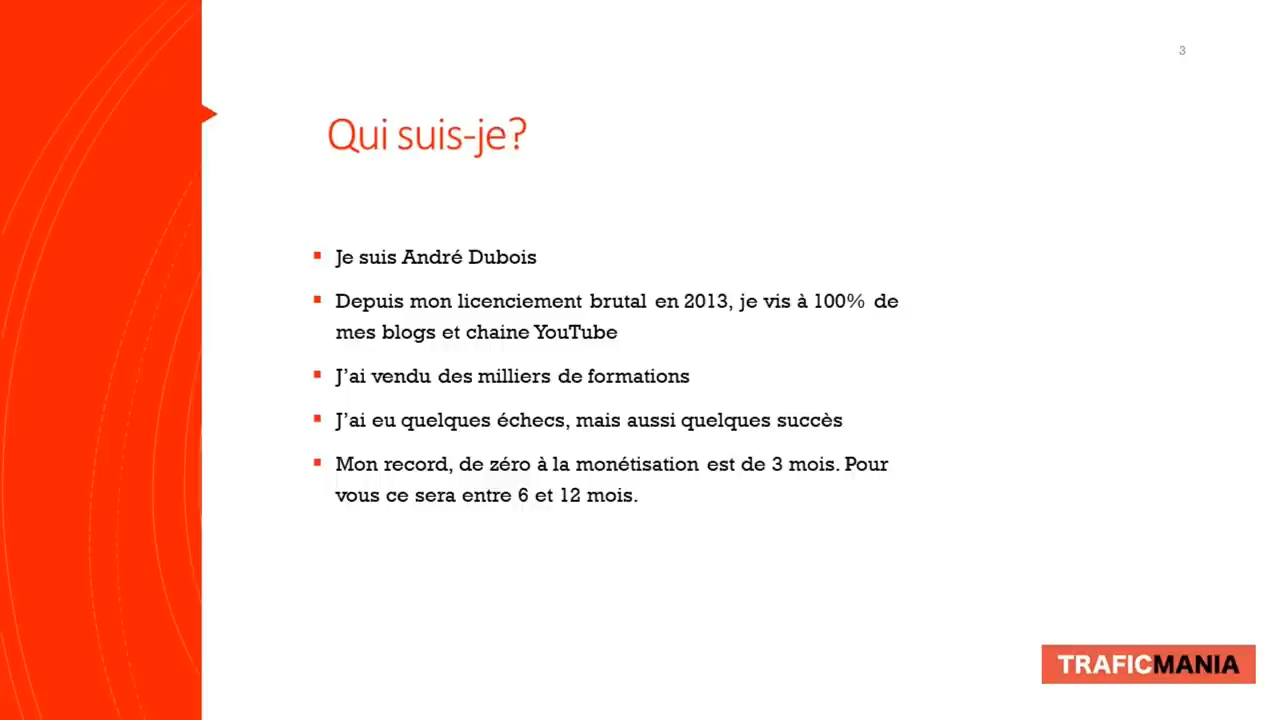 3
Qui suis-je?
Je suis André Dubois
Depuis mon licenciement brutal en 2013, je vis à 100% de
mes blogs et chaine YouTube
J’ai vendu des milliers de formations
J’ai eu quelques échecs, mais aussi quelques succès
Mon record, de zéro à la monétisation est de 3 mois. Pour
vous ce sera entre 6 et 12 mois.
TRAFICMANIA